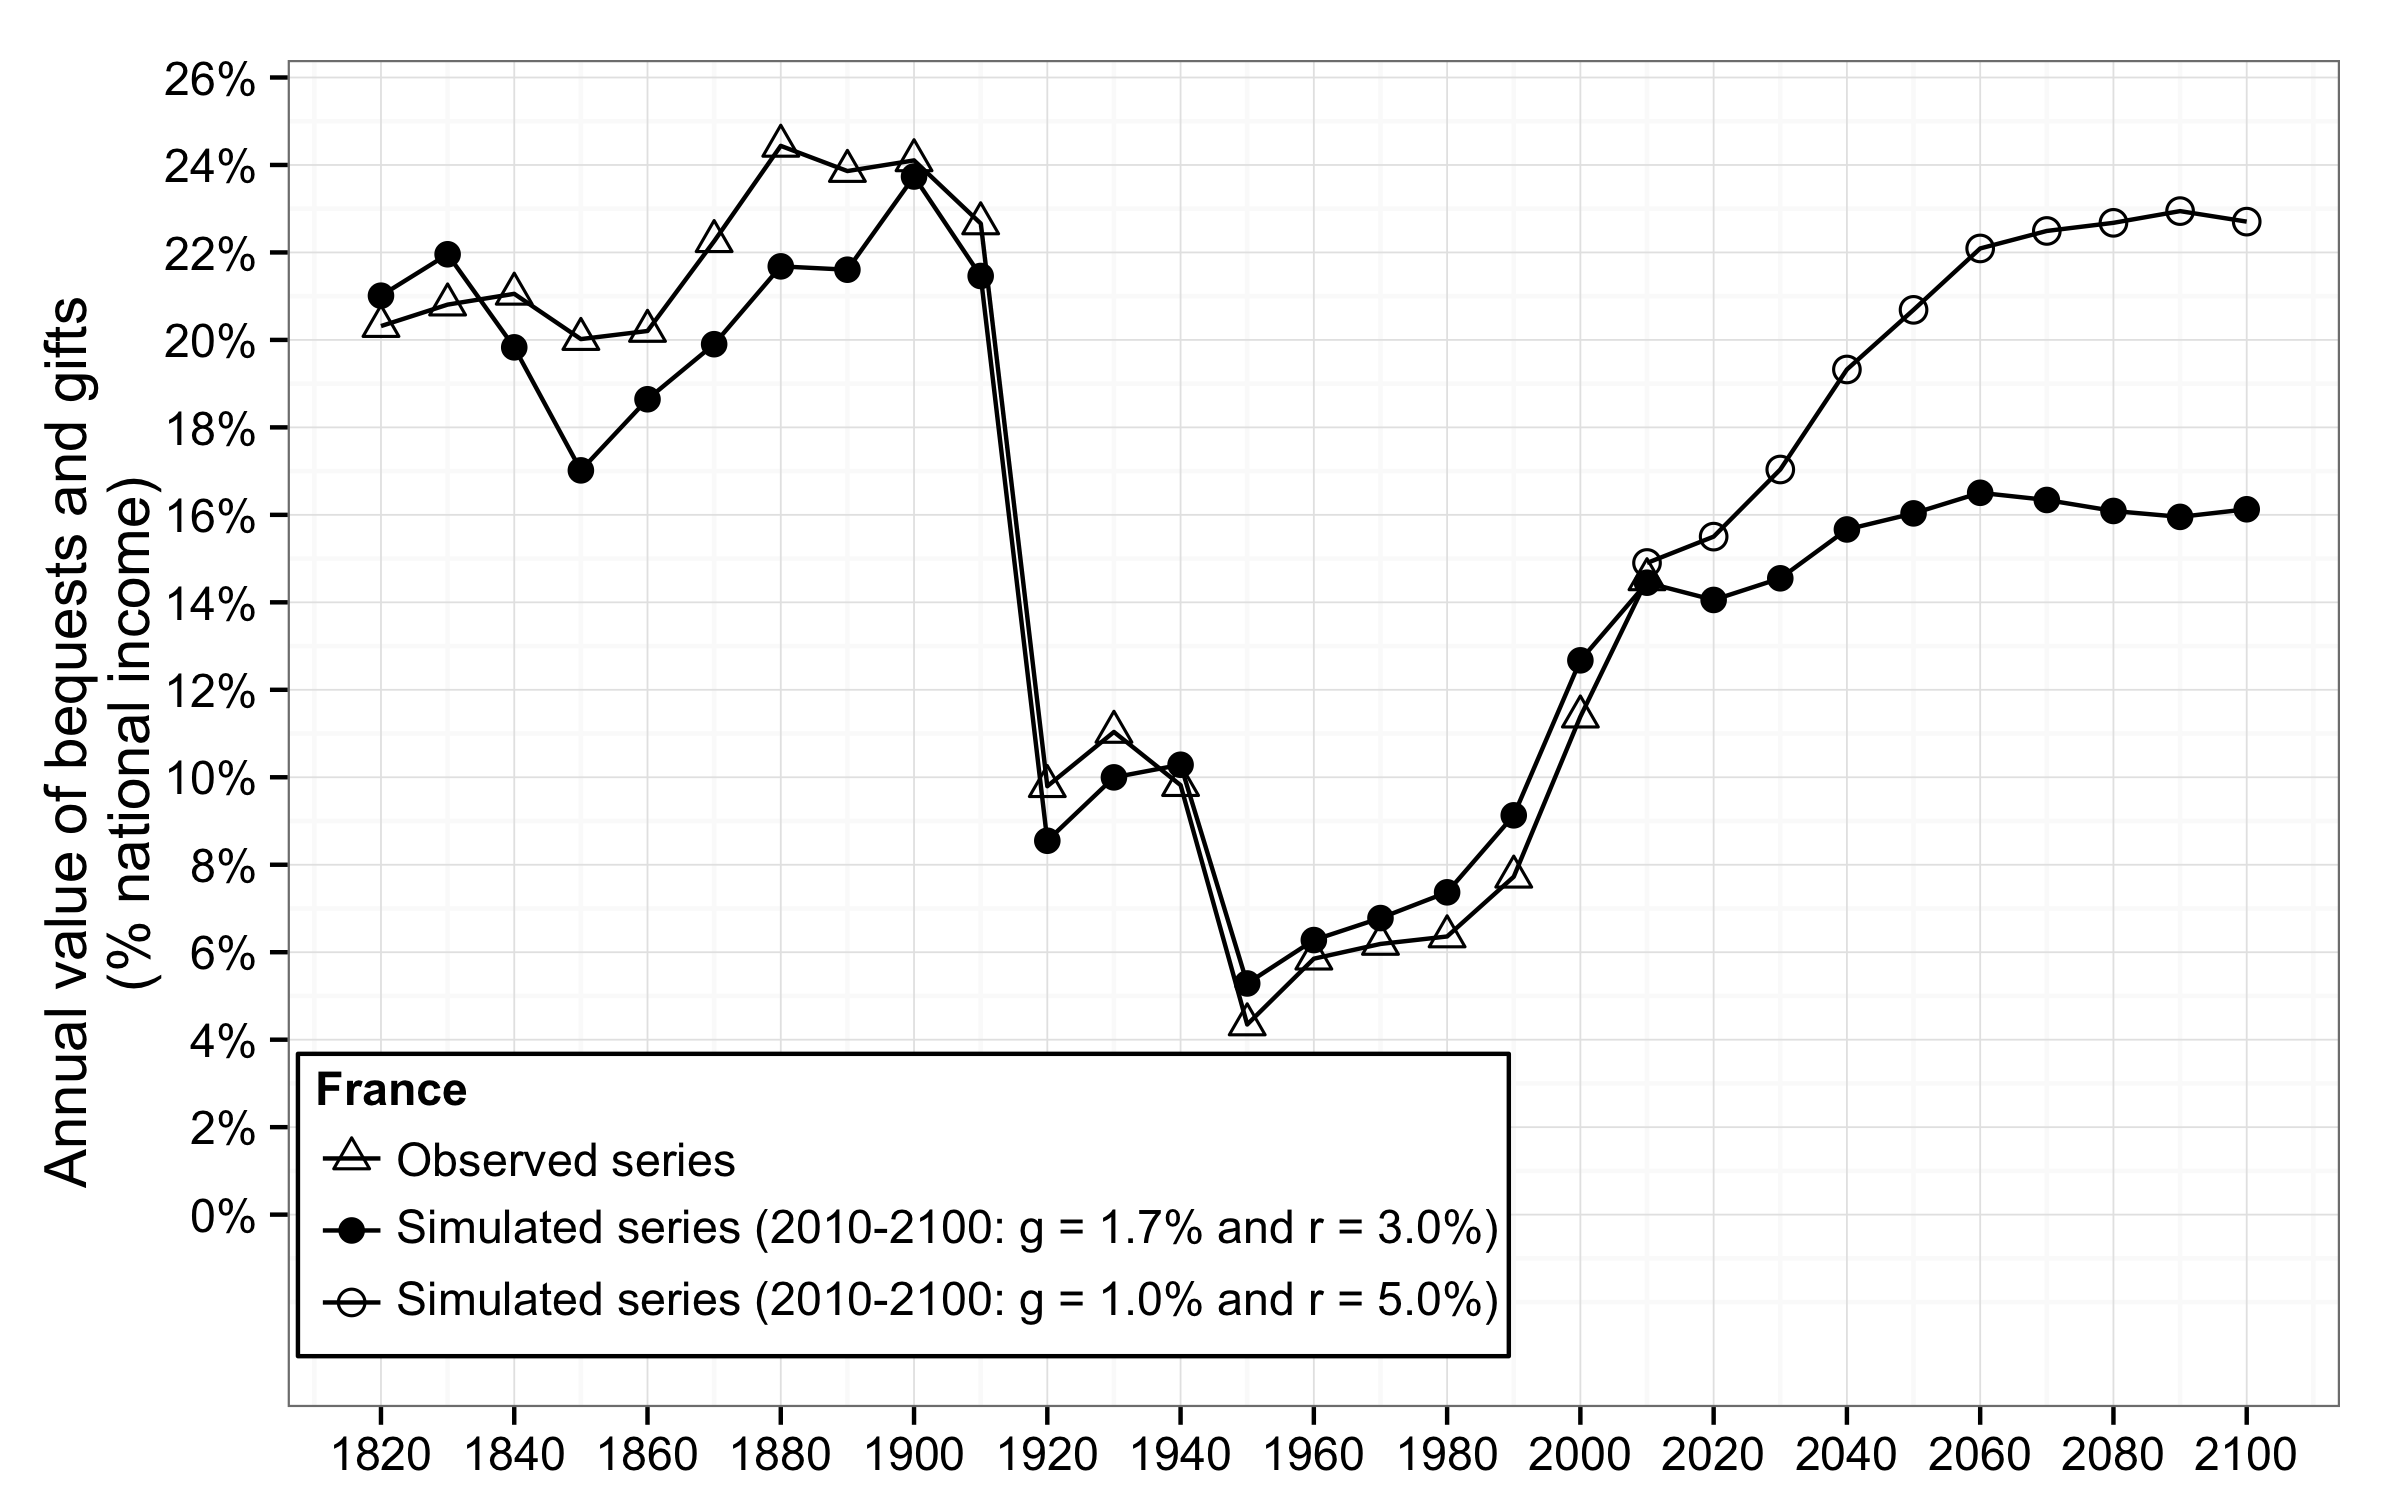 Annual value of bequests and gifts
(% national income)
26%
24%
22%
20%
18%
16%
14%
12%
10%
8%
6%
4%
2%
0%
France
Observed series
Simulated series (2010-2100: g = 1.7% and r = 3.0%)
Simulated series (2010-2100: g = 1.0% and r = 5.0%)
1820 1840 1860 1880 1900 1920 1940 1960 1980 2000 2020 2040 2060 2080 2100